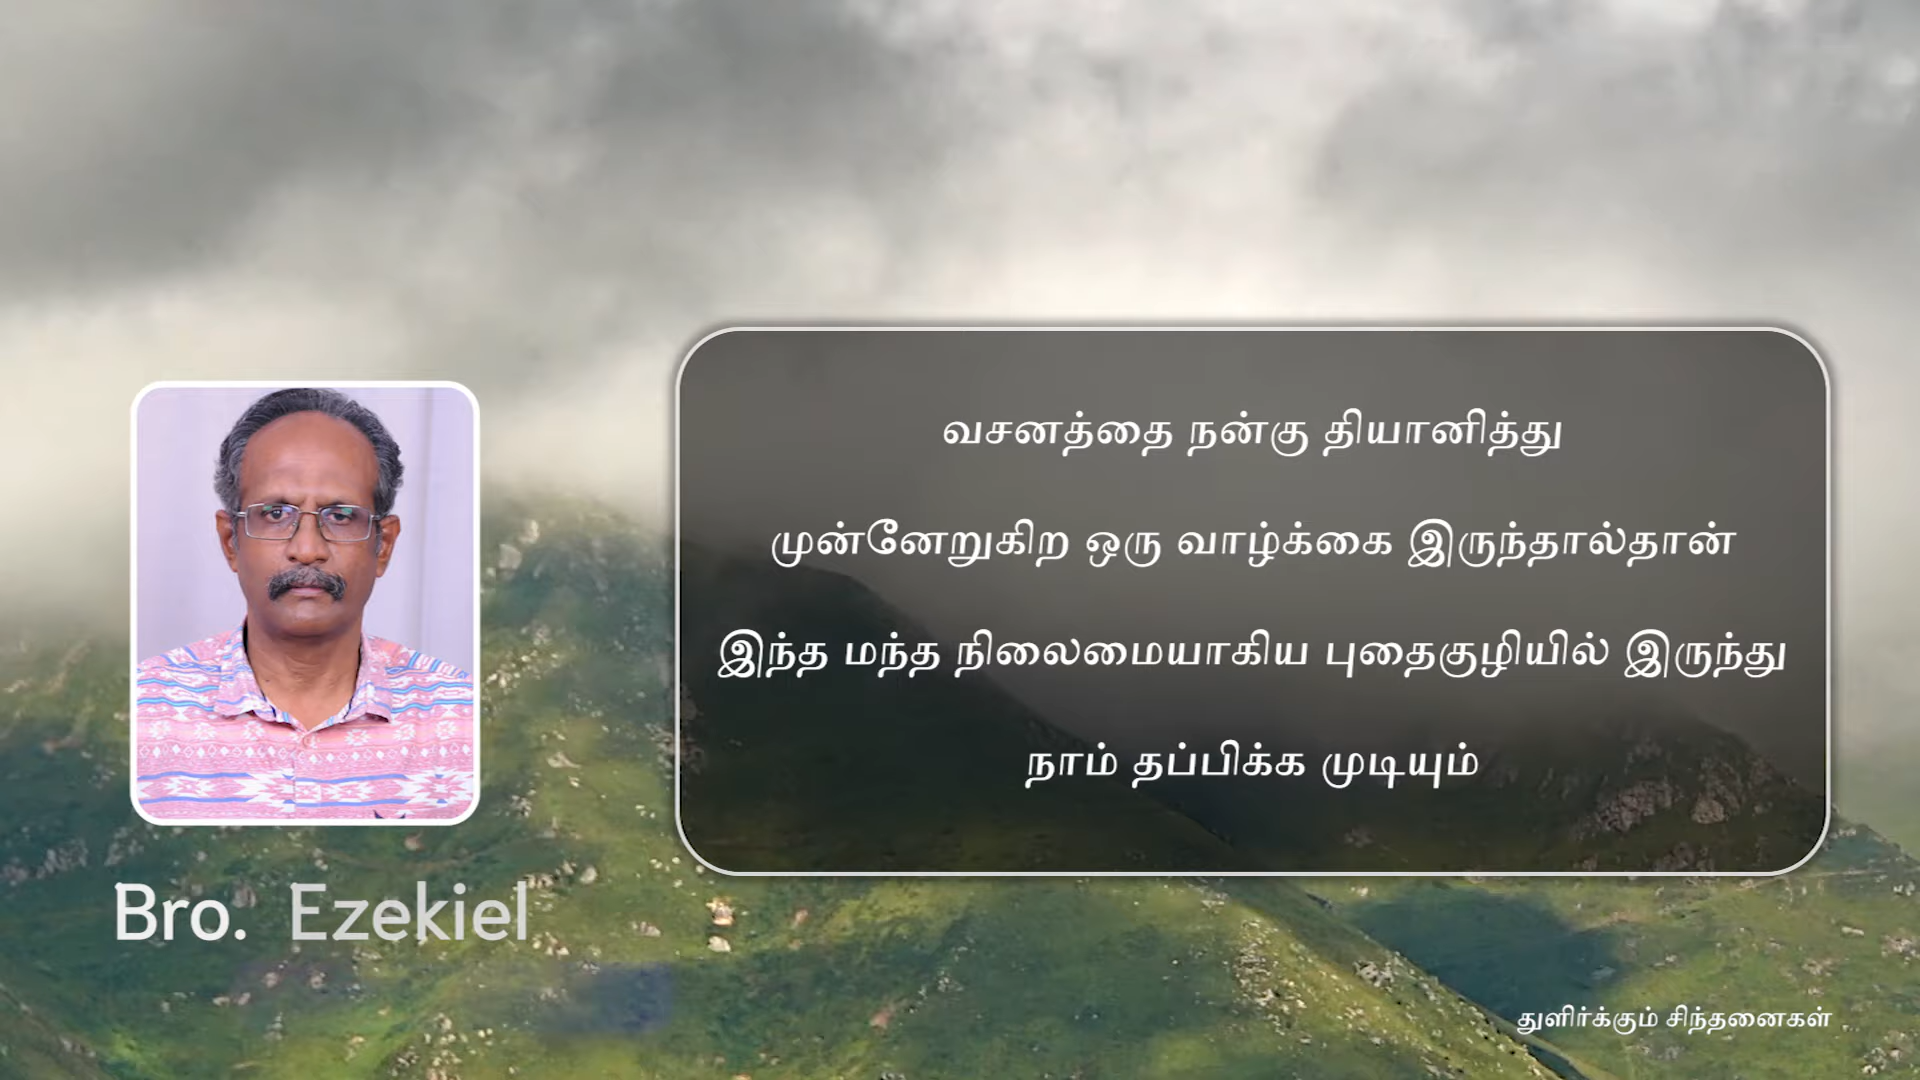 வசனத்தை நன்கு தியானித்து
முன்னேறுகிற ஒரு வாழ்க்கை இருந்தால்தான்
இந்த மந்த நிலைமையாகிய புதைகுழியில் இருந்து
நாம் தப்பிக்க முடியும்
Bro. Ezekiel
துளிர்க்கும் சிந்தனைகள்